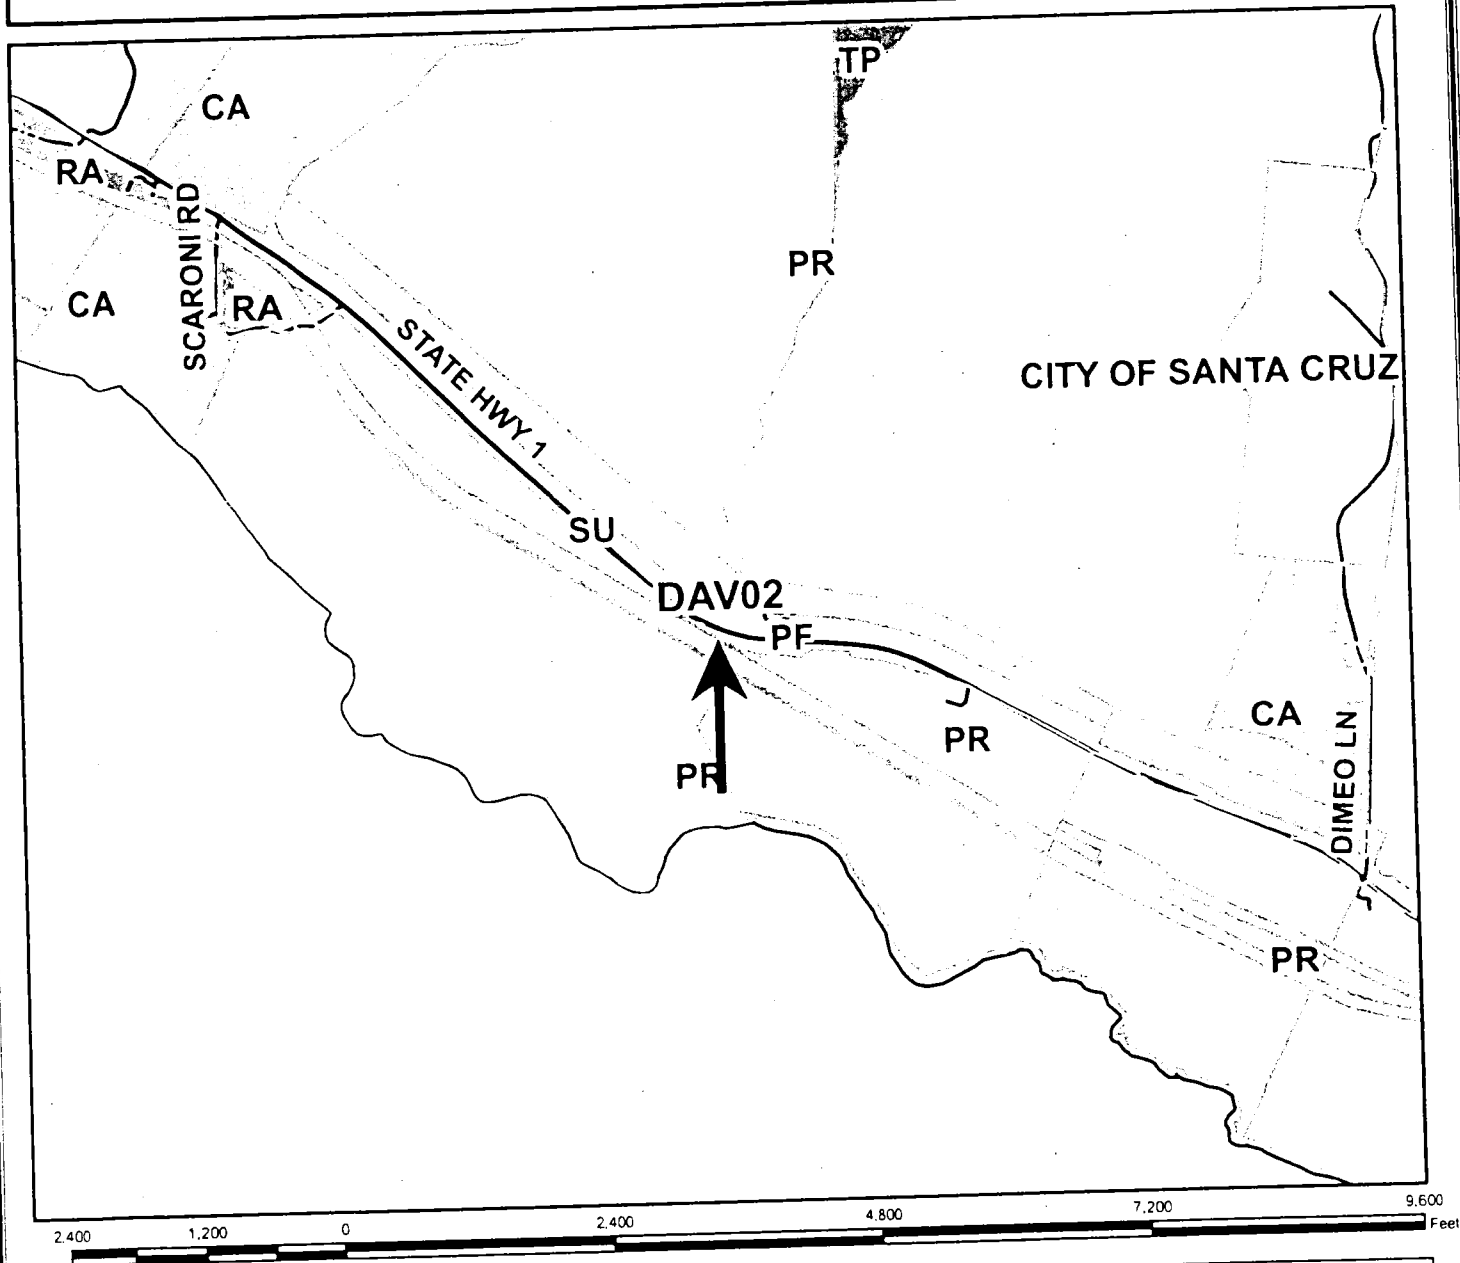 TP
CA
RA
SCARONI RD
PR
CA
RA
STATE HWY 1
CITY OF SANTA CRUZ
SU
DAV02
PF
CA
PR
DIMEO LN
PR
PR
2.400 1.200 0 2.400 4.800 7.200 9.600
Feet